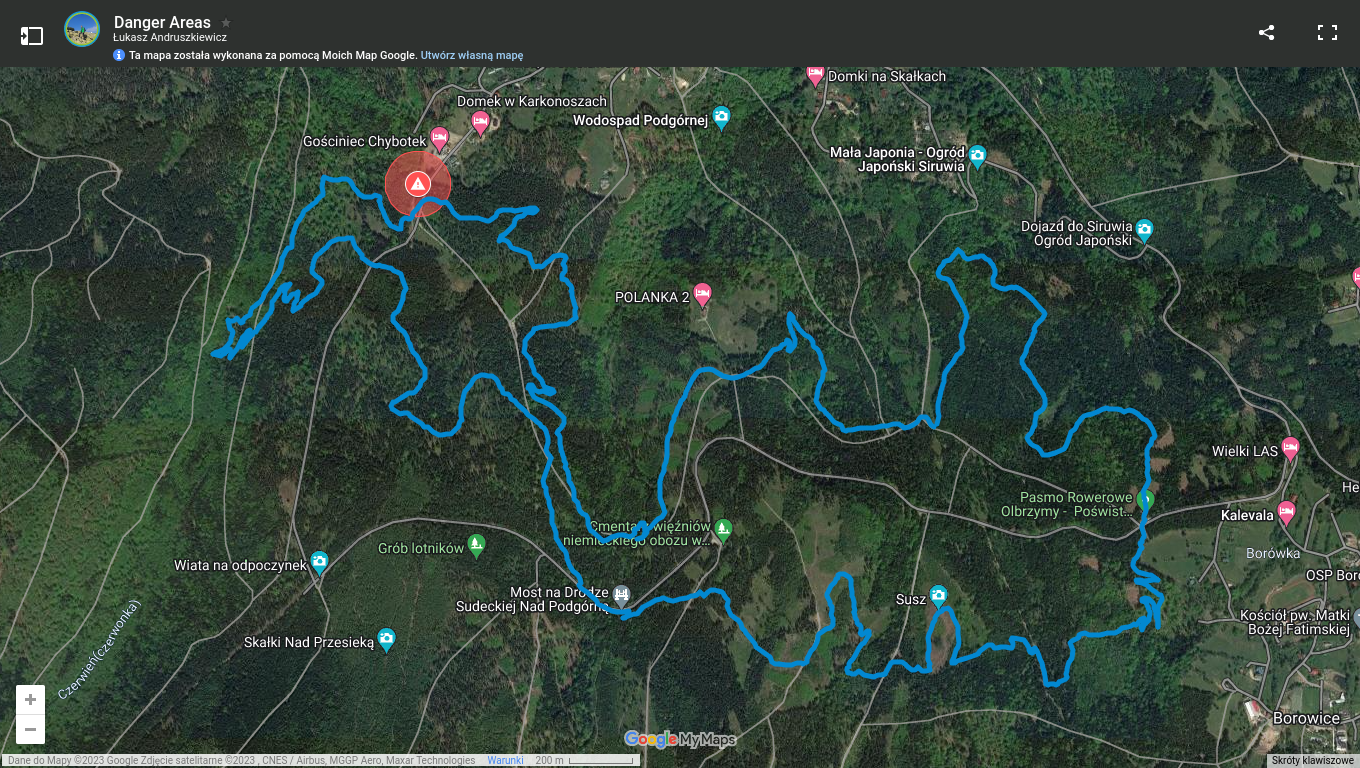 Danger Areas
Łukasz Andruszkiewicz
Ta mapa została wykonana za pomocą Moich Map Google. Utwórz własną mapę
Domki na Skałkach
Domek w Karkonoszach
Wodospad Podgórnej
Gościniec Chybotek
Mała Japonia - Ogród
Japoński Siruwia
Dojazd do Siruwia
Ogród Japoński
POLANKA 2
Wielki LAS
He
Pasmo Rowerowe
Olbrzymy - Poświst...
Kalevala
Cmentarz więźniów
niemieckiego obozu w...
Grób lotników
Borówka
Wiata na odpoczynek
OSP Boro
Most na Drodze
Sudeckiej Nad Podgórną
Susz
Kościół pw. Matki
Bożej Fatimskiej
Skałki Nad Przesieką
Czerwień(czerwonka)
+
−
Borowice
Google My Maps
Dane do Mapy ©2023 Google Zdjęcie satelitarne ©2023 , CNES / Airbus, MGGP Aero, Maxar Technologies Warunki 200 m
Skróty klawiszowe